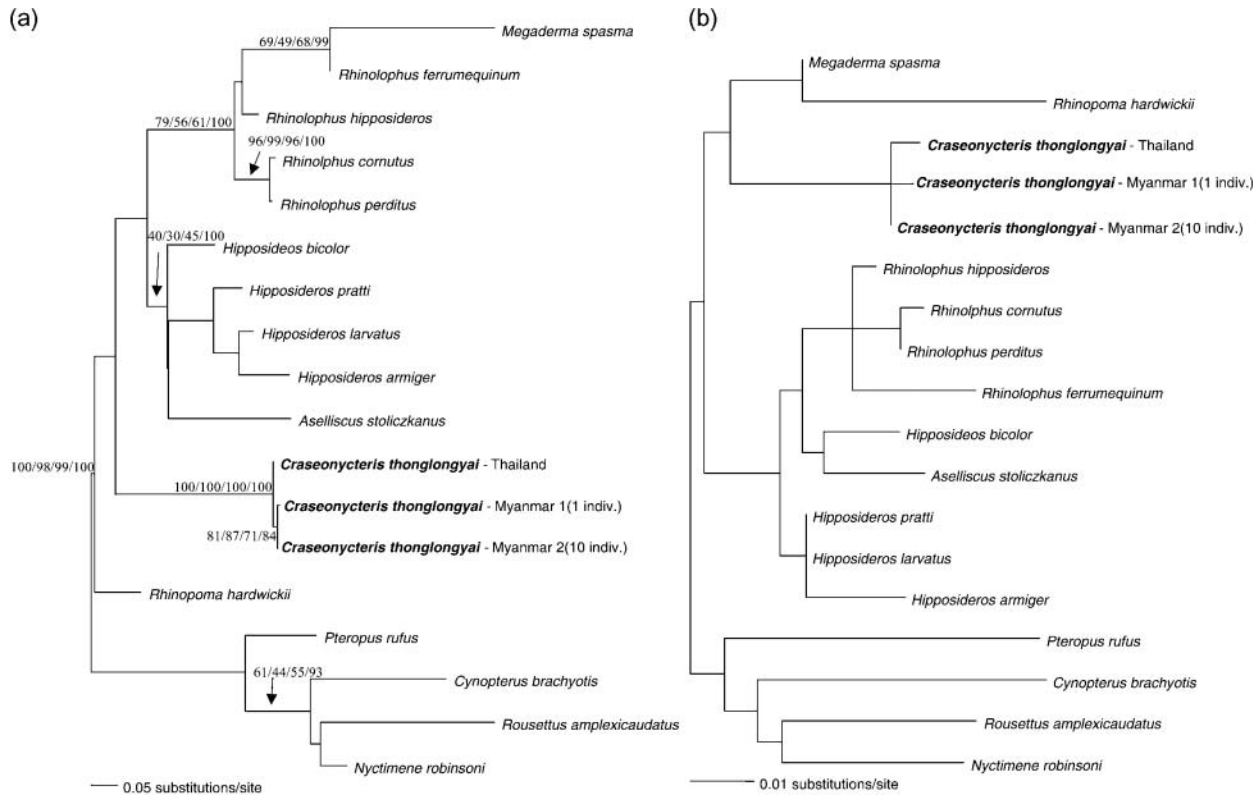 (a)
69/49/68/99
Megaderma spasma
Rhinolophus ferrumequinum
79/56/61/100
Rhinolophus hipposideros
96/99/96/100
Rhinolphus cornutus
Rhinolophus perditus
40/30/45/100
Hipposideos bicolor
Hipposideros pratti
Hipposideros larvatus
Hipposideros armiger
Aselliscus stoliczkanus
100/98/99/100
Craseonycteris thonglongyai - Thailand
100/100/100/100
Craseonycteris thonglongyai - Myanmar 1(1 indiv.)
81/87/71/84
Craseonycteris thonglongyai - Myanmar 2(10 indiv.)
Rhinopoma hardwickii
Pteropus rufus
61/44/55/93
Cynopterus brachyotis
Rousettus amplexicaudatus
Nyctimene robinsoni
0.05 substitutions/site
(b)
Megaderma spasma
Rhinopoma hardwickii
Craseonycteris thonglongyai - Thailand
Craseonycteris thonglongyai - Myanmar 1(1 indiv.)
Craseonycteris thonglongyai - Myanmar 2(10 indiv.)
Rhinolophus hipposideros
Rhinolphus cornutus
Rhinolophus perditus
Rhinolophus ferrumequinum
Hipposideos bicolor
Aselliscus stoliczkanus
Hipposideros pratti
Hipposideros larvatus
Hipposideros armiger
Pteropus rufus
Cynopterus brachyotis
Rousettus amplexicaudatus
Nyctimene robinsoni
0.01 substitutions/site